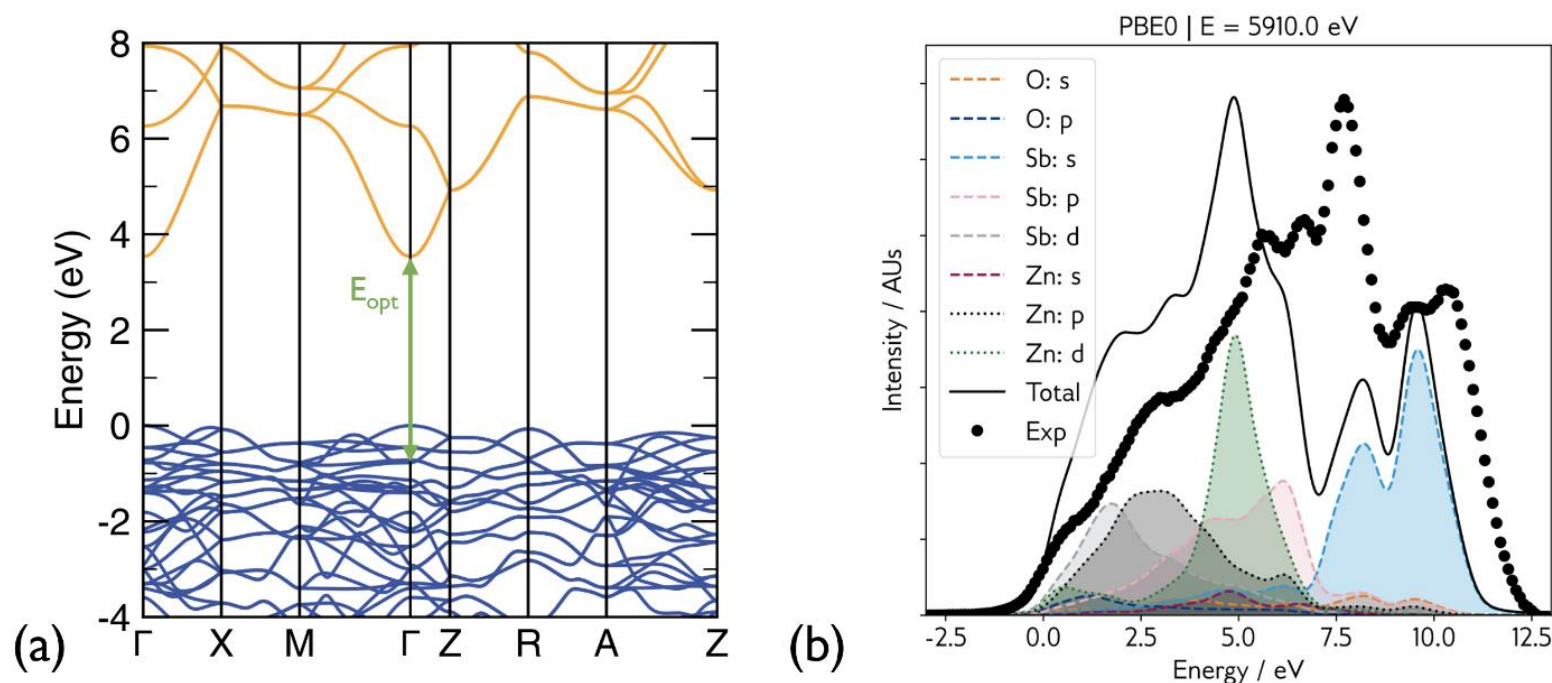 8
6
4
2
0
-2
-4
Energy (eV)
E_opt
Γ X M Γ Z R A Z
(a)
PBE0 | E = 5910.0 eV
O: s
O: p
Sb: s
Sb: p
Sb: d
Zn: s
Zn: p
Zn: d
Total
Exp
Intensity / AUs
-2.5 0.0 2.5 5.0 7.5 10.0 12.5
Energy / eV
(b)